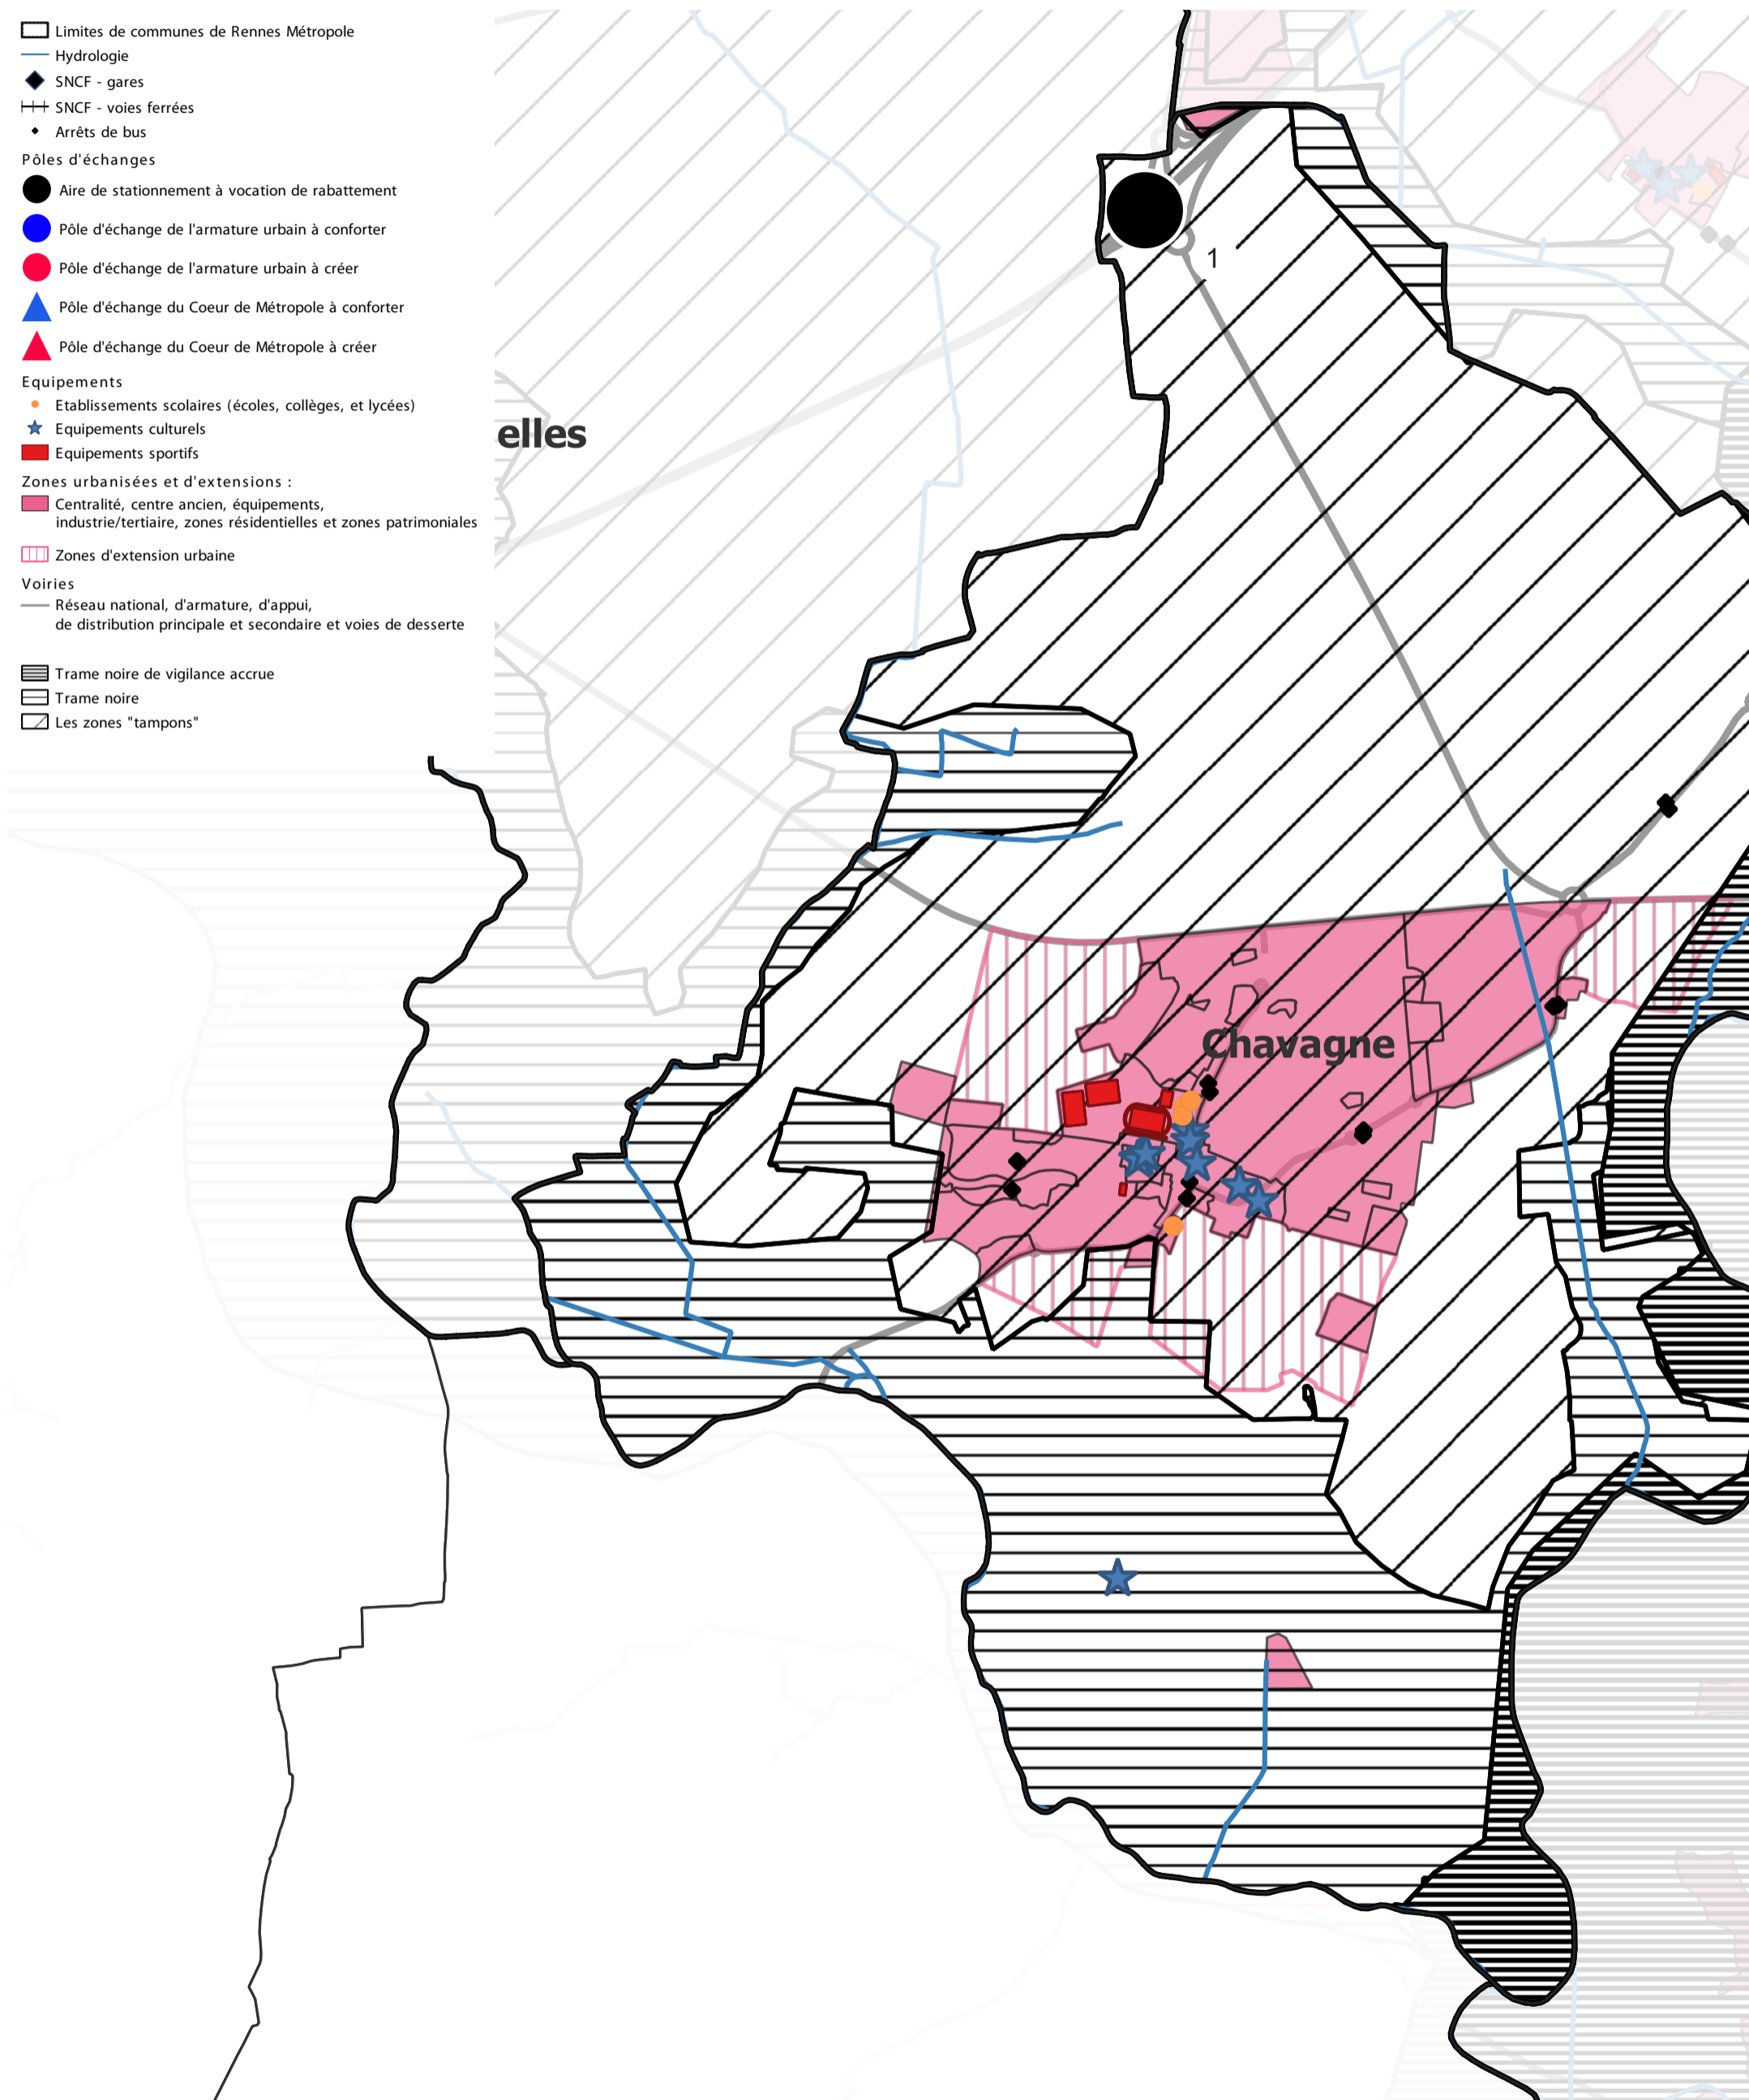 Limites de communes de Rennes Métropole
Hydrologie
SNCF - gares
SNCF - voies ferrées
Arrêts de bus
Pôles d'échanges
Aire de stationnement à vocation de rabattement
Pôle d'échange de l'armature urbain à conforter
Pôle d'échange de l'armature urbain à créer
Pôle d'échange du Coeur de Métropole à conforter
Pôle d'échange du Coeur de Métropole à créer
Equipements
Etablissements scolaires (écoles, collèges, et lycées)
Equipements culturels
Equipements sportifs
Zones urbanisées et d'extensions :
Centralité, centre ancien, équipements,
industrie/tertiaire, zones résidentielles et zones patrimoniales
Zones d'extension urbaine
Voiries
Réseau national, d'armature, d'appui,
de distribution principale et secondaire et voies de desserte
Trame noire de vigilance accrue
Trame noire
Les zones "tampons"
1
elles
Chavagne